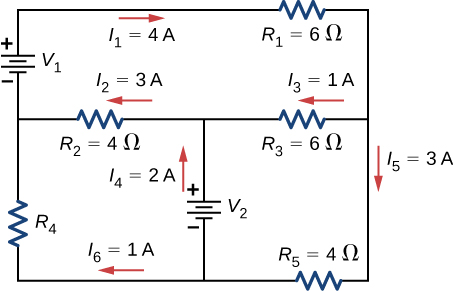 +
I₁ = 4 A
R₁ = 6 Ω
V₁
−
I₂ = 3 A
I₃ = 1 A
R₂ = 4 Ω
R₃ = 6 Ω
I₅ = 3 A
I₄ = 2 A
+
V₂
−
R₄
I₆ = 1 A
R₅ = 4 Ω